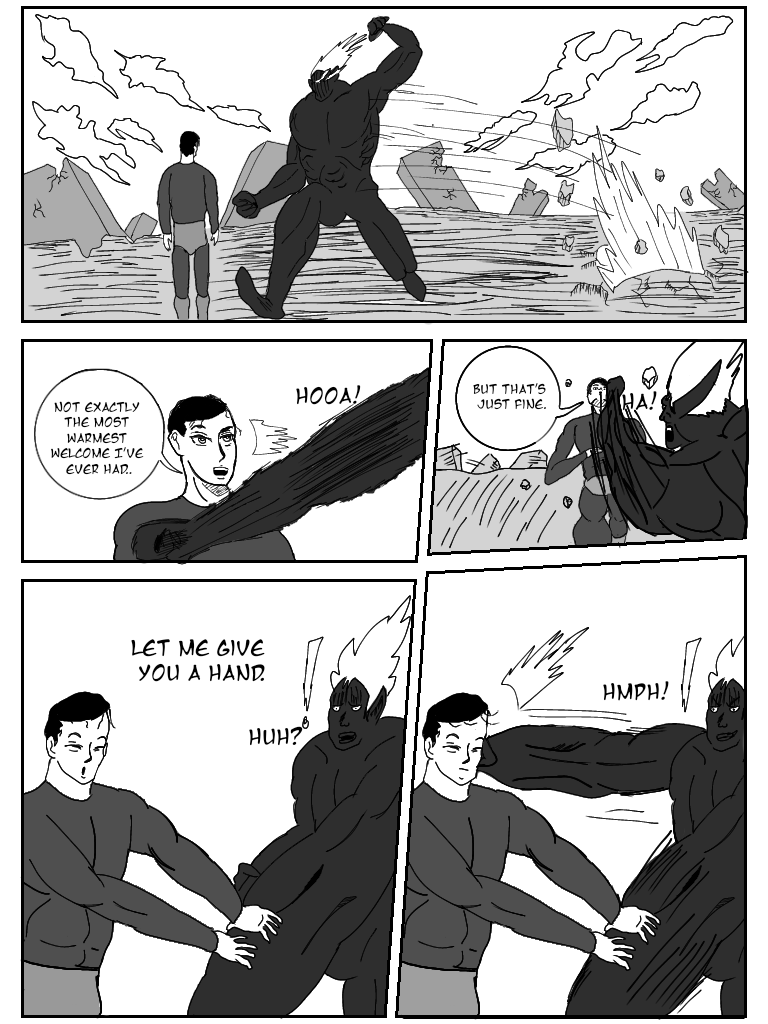 NOT EXACTLY
THE MOST
WARMEST
WELCOME I'VE
EVER HAD.
HOOA!
BUT THAT'S
JUST FINE.
HA!
LET ME GIVE
YOU A HAND.
HUH?
HMPH!